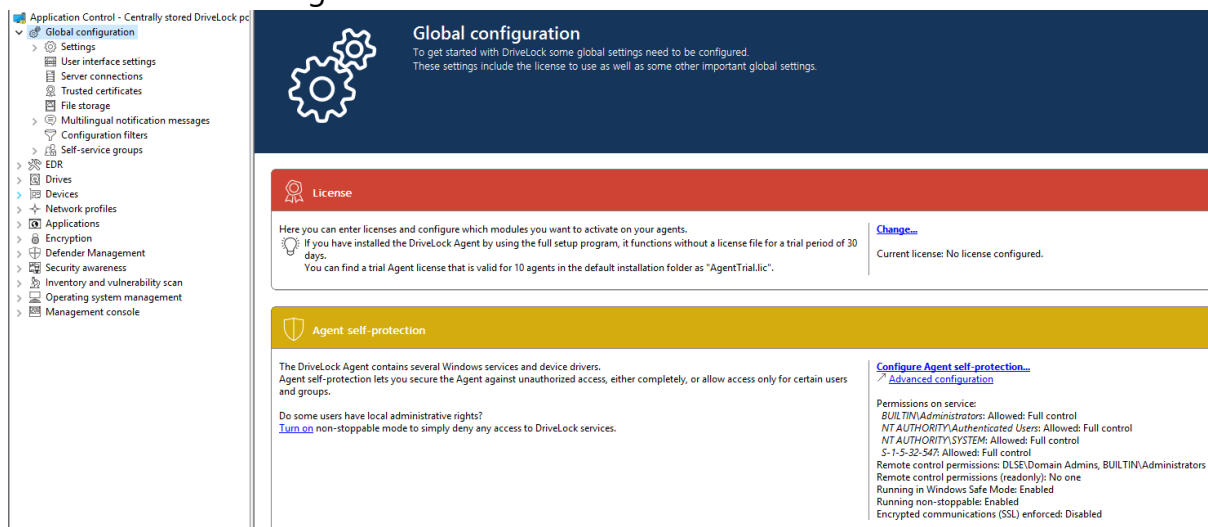 Application Control - Centrally stored DriveLock pc
Global configuration
Settings
User interface settings
Server connections
Trusted certificates
File storage
Multilingual notification messages
Configuration filters
Self-service groups
EDR
Drives
Devices
Network profiles
Applications
Encryption
Defender Management
Security awareness
Inventory and vulnerability scan
Operating system management
Management console
Global configuration
To get started with DriveLock some global settings need to be configured.
These settings include the license to use as well as some other important global settings.
License
Here you can enter licenses and configure which modules you want to activate on your agents.
If you have installed the DriveLock Agent by using the full setup program, it functions without a license file for a trial period of 30
days.
You can find a trial Agent license that is valid for 10 agents in the default installation folder as "AgentTrial.lic".
Change...
Current license: No license configured.
Agent self-protection
The DriveLock Agent contains several Windows services and device drivers.
Agent self-protection lets you secure the Agent against unauthorized access, either completely, or allow access only for certain users
and groups.
Do some users have local administrative rights?
Turn on non-stoppable mode to simply deny any access to DriveLock services.
Configure Agent self-protection...
Advanced configuration
Permissions on service:
BUILTIN\Administrators: Allowed: Full control
NT AUTHORITY\Authenticated Users: Allowed: Full control
NT AUTHORITY\SYSTEM: Allowed: Full control
S-1-5-32-547: Allowed: Full control
Remote control permissions: DLSE\Domain Admins, BUILTIN\Administrators
Remote control permissions (readonly): No one
Running in Windows Safe Mode: Enabled
Running non-stoppable: Enabled
Encrypted communications (SSL) enforced: Disabled